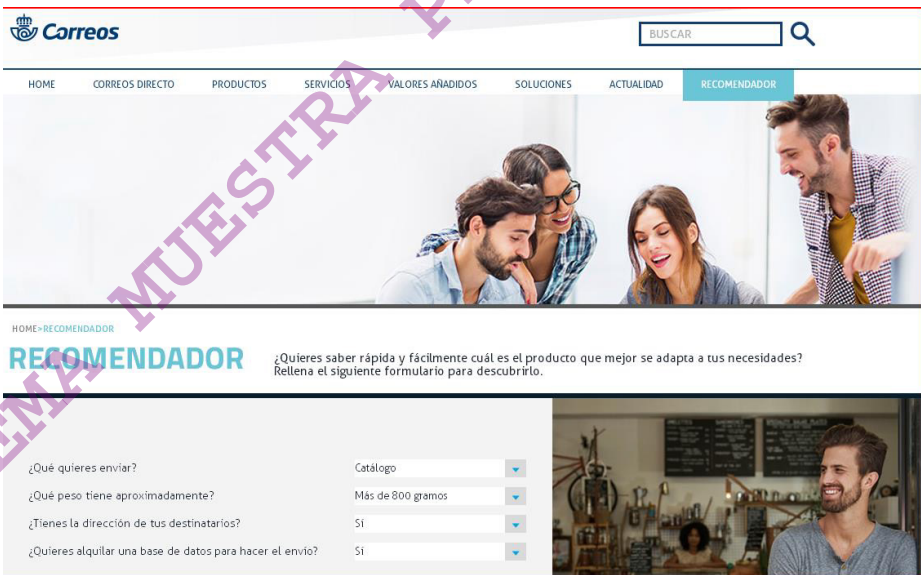 Correos
BUSCAR
HOME CORREOS DIRECTO PRODUCTOS SERVICIOS VALORES AÑADIDOS SOLUCIONES ACTUALIDAD RECOMENDADOR
MUESTRA
HOME>RECOMENDADOR
RECOMENDADOR
¿Quieres saber rápida y fácilmente cuál es el producto que mejor se adapta a tus necesidades?
Rellena el siguiente formulario para descubrirlo.
¿Qué quieres enviar? Catálogo
¿Qué peso tiene aproximadamente? Más de 800 gramos
¿Tienes la dirección de tus destinatarios? Sí
¿Quieres alquilar una base de datos para hacer el envío? Sí